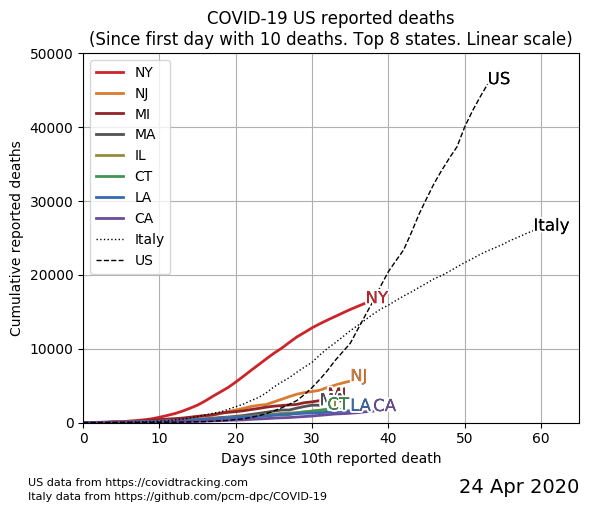 COVID-19 US reported deaths
(Since first day with 10 deaths. Top 8 states. Linear scale)
50000
40000
30000
20000
10000
0
Cumulative reported deaths
NY
NJ
MI
MA
IL
CT
LA
CA
Italy
US
US
Italy
NY
NJ
MI
CT
LA
CA
0
10
20
30
40
50
60
Days since 10th reported death
US data from https://covidtracking.com
Italy data from https://github.com/pcm-dpc/COVID-19
24 Apr 2020